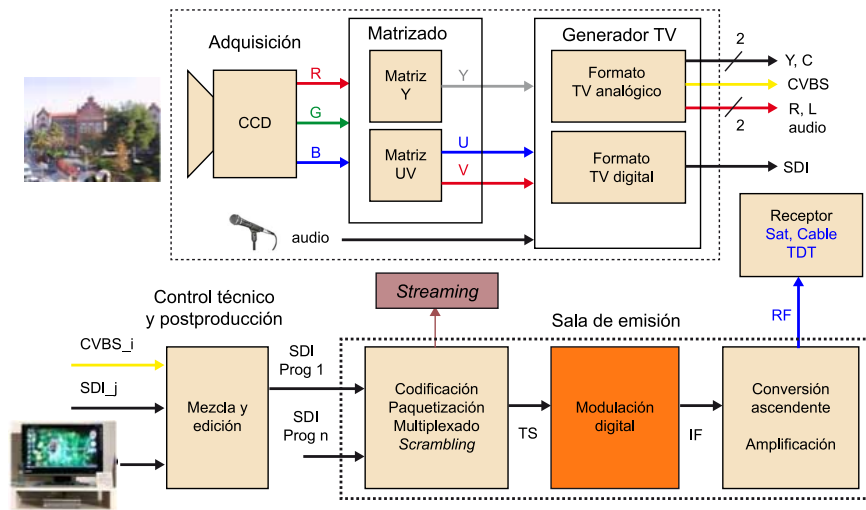 Adquisición
Matrizado
Generador TV
CCD
R
G
B
Matriz
Y
Matriz
UV
Y
U
V
Formato
TV analógico
Formato
TV digital
2
Y, C
CVBS
R, L
2
audio
SDI
audio
Receptor
Sat, Cable
TDT
RF
Control técnico
y postproducción
Streaming
Sala de emisión
CVBS_i
SDI_j
Mezcla y
edición
SDI
Prog 1
SDI
Prog n
Codificación
Paquetización
Multiplexado
Scrambling
TS
Modulación
digital
IF
Conversión
ascendente
Amplificación